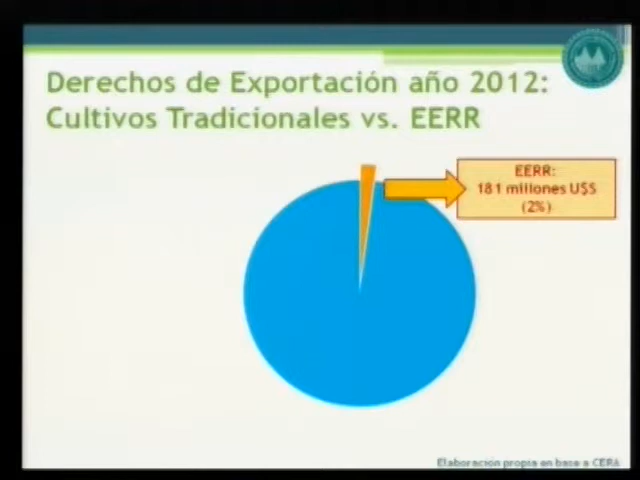 Derechos de Exportación año 2012:
Cultivos Tradicionales vs. EERR
EERR:
181 millones U$S
(2%)
Elaboración propia en base a CERA